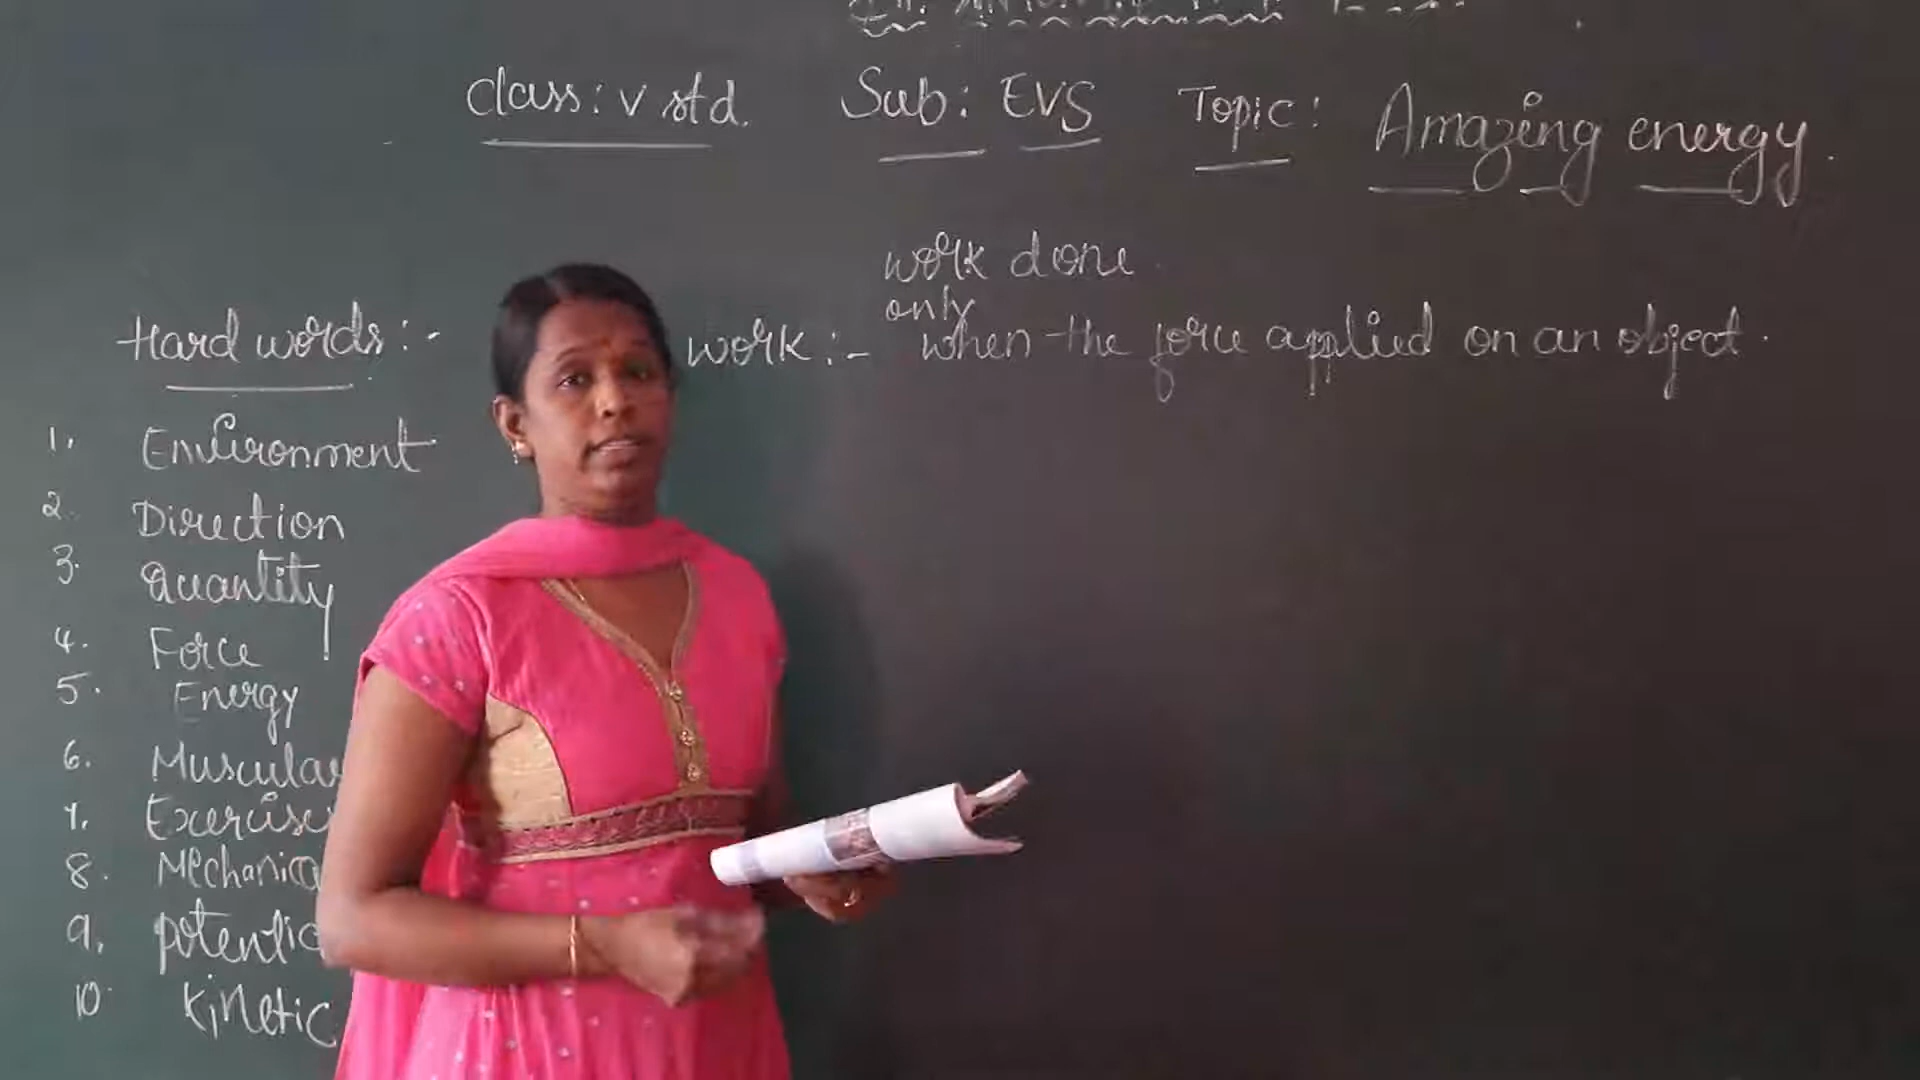 Class: V std. Sub: EVS Topic: Amazing energy.
work done
only
work :- when the force applied on an object.
Hard words :-
1. Environment
2. Direction
3. Quantity
4. Force
5. Energy
6. Muscular
7. Exercises
8. Mechanica
9. potentia
10 Kinetic